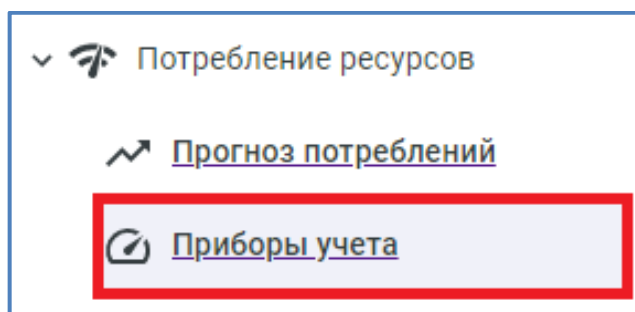 Потребление ресурсов
Прогноз потреблений
Приборы учета